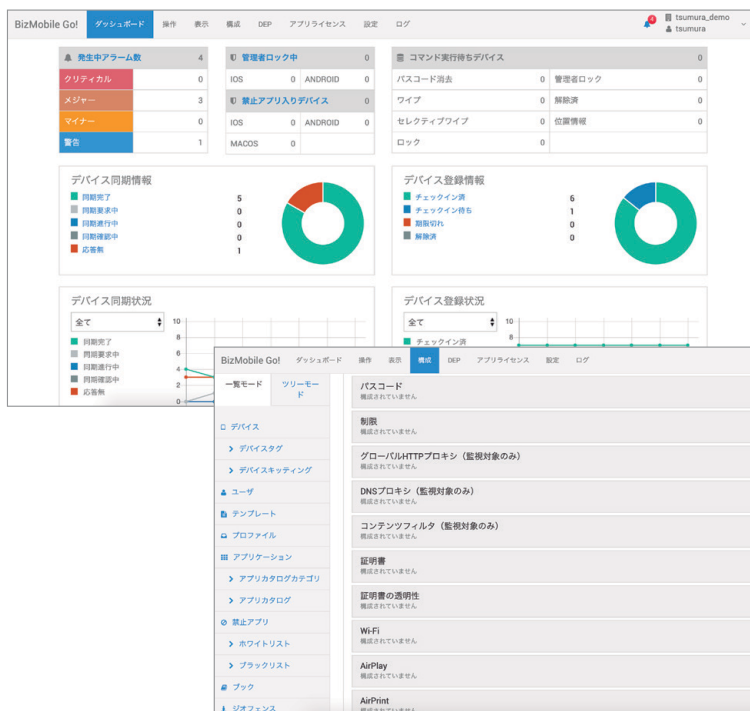 BizMobile Go! ダッシュボード 操作 表示 構成 DEP アプリライセンス 設定 ログ 4 tsumura_demo
tsumura
発生中アラーム数 4
クリティカル 0
メジャー 3
マイナー 0
警告 1
管理者ロック中 0
IOS 0 ANDROID 0
禁止アプリ入りデバイス 0
IOS 0 ANDROID 0
MACOS 0
コマンド実行待ちデバイス 0
パスコード消去 0 管理者ロック 0
ワイプ 0 解除済 0
セレクティブワイプ 0 位置情報 0
ロック 0
デバイス同期情報
同期完了 5
同期要求中 0
同期進行中 0
同期確認中 0
応答無 1
デバイス登録情報
チェックイン済 6
チェックイン待ち 1
期限切れ 0
解除済 0
デバイス同期状況
全て
同期完了
同期要求中
同期進行中
同期確認中
応答無
10
8
6
4
2
0
デバイス登録状況
全て
チェックイン済
10
8
BizMobile Go! ダッシュボード 操作 表示 構成 DEP アプリライセンス 設定 ログ
一覧モード
ツリーモー
ド
デバイス
デバイスタグ
デバイスキッティング
ユーザ
テンプレート
プロファイル
アプリケーション
アプリカタログカテゴリ
アプリカタログ
禁止アプリ
ホワイトリスト
ブラックリスト
ブック
ジオフェンス
パスコード
構成されていません
制限
構成されていません
グローバルHTTPプロキシ（監視対象のみ）
構成されていません
DNSプロキシ（監視対象のみ）
構成されていません
コンテンツフィルタ（監視対象のみ）
構成されていません
証明書
構成されていません
証明書の透明性
構成されていません
Wi-Fi
構成されていません
AirPlay
構成されていません
AirPrint
構成されていません